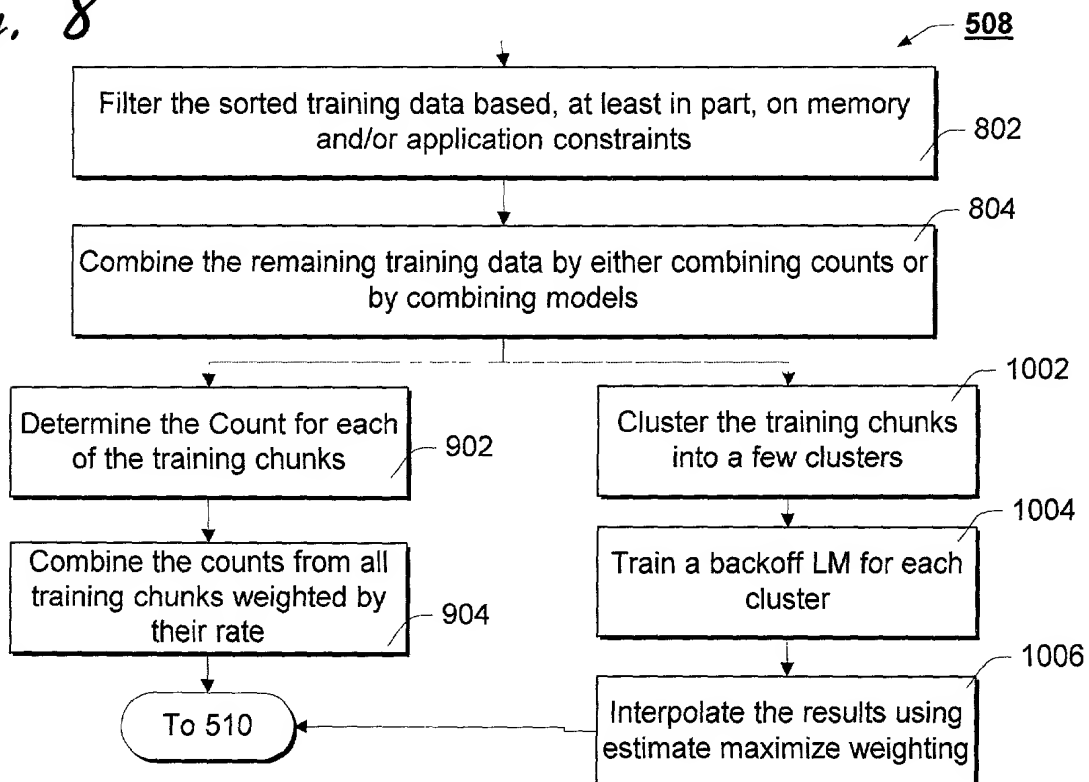 8
508
Filter the sorted training data based, at least in part, on memory
and/or application constraints
802
804
Combine the remaining training data by either combining counts or
by combining models
Determine the Count for each
of the training chunks
902
1002
Cluster the training chunks
into a few clusters
Combine the counts from all
training chunks weighted by
their rate
904
1004
Train a backoff LM for each
cluster
To 510
1006
Interpolate the results using
estimate maximize weighting